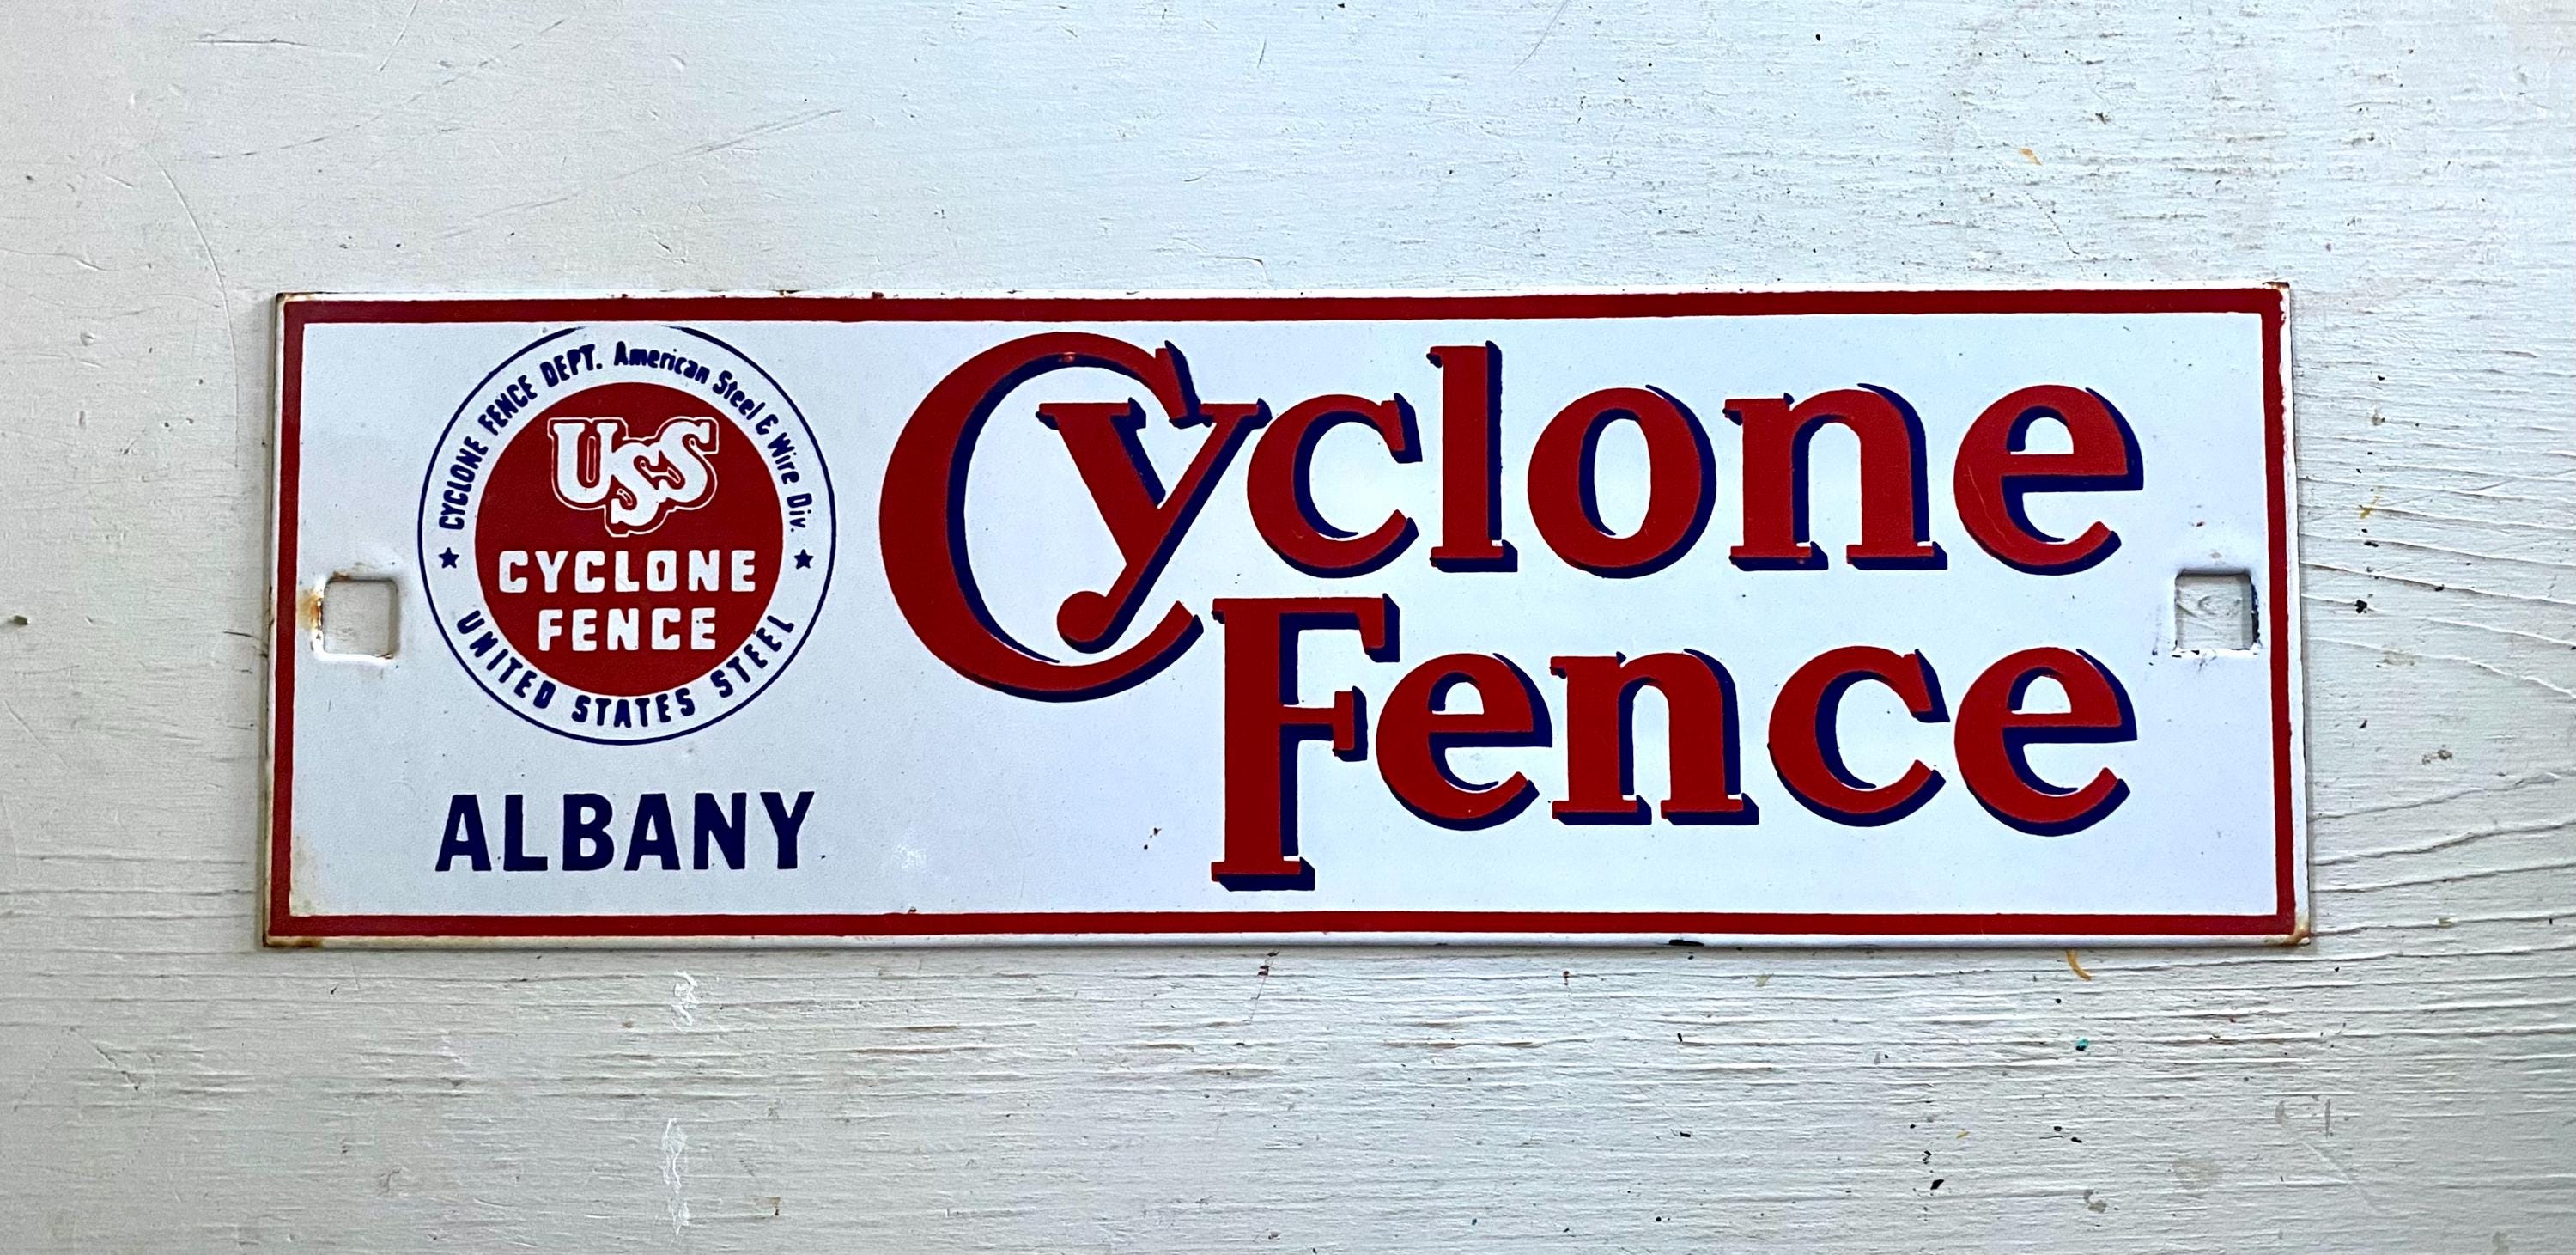 CYCLONE FENCE DEPT. American Steel & Wire Div.
USS
CYCLONE
FENCE
★ UNITED STATES STEEL ★
ALBANY
Cyclone
Fence